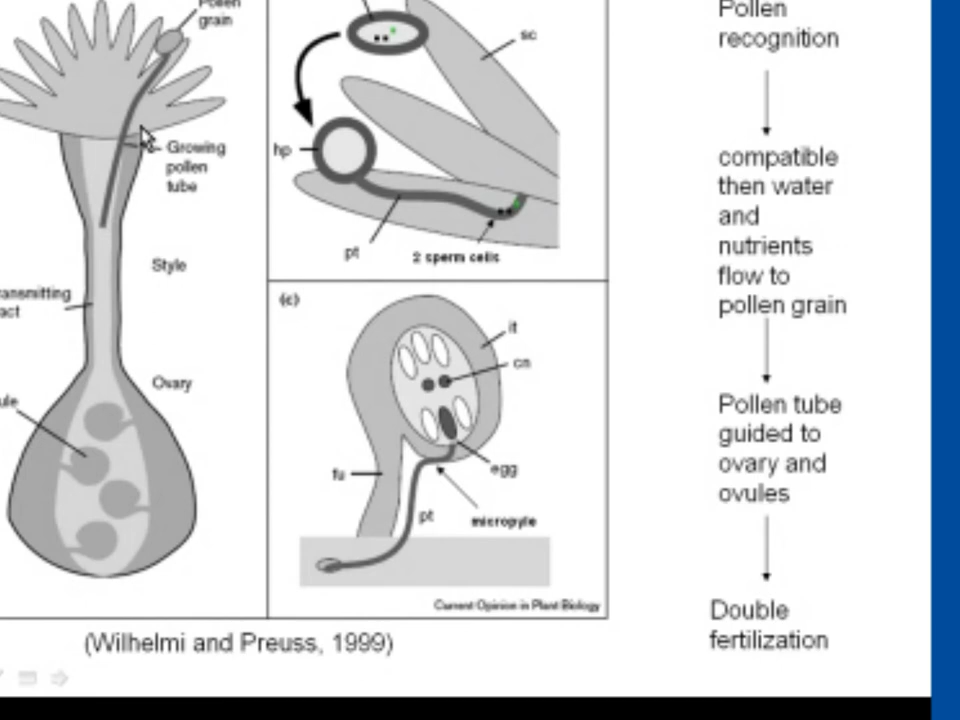 Pollen
grain
Growing
pollen
tube
Style
ansmitting
act
Ovary
ule
sc
hp
pt
2 sperm cells
(c)
it
cn
egg
fu
pt
micropyle
Current Opinion in Plant Biology
(Wilhelmi and Preuss, 1999)
Pollen
recognition
compatible
then water
and
nutrients
flow to
pollen grain
Pollen tube
guided to
ovary and
ovules
Double
fertilization